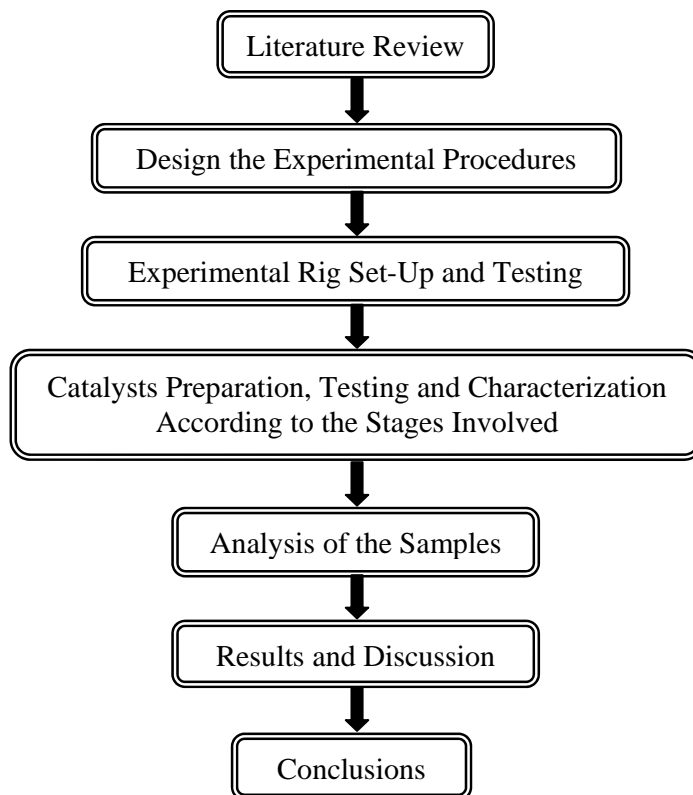 Literature Review
Design the Experimental Procedures
Experimental Rig Set-Up and Testing
Catalysts Preparation, Testing and Characterization
According to the Stages Involved
Analysis of the Samples
Results and Discussion
Conclusions